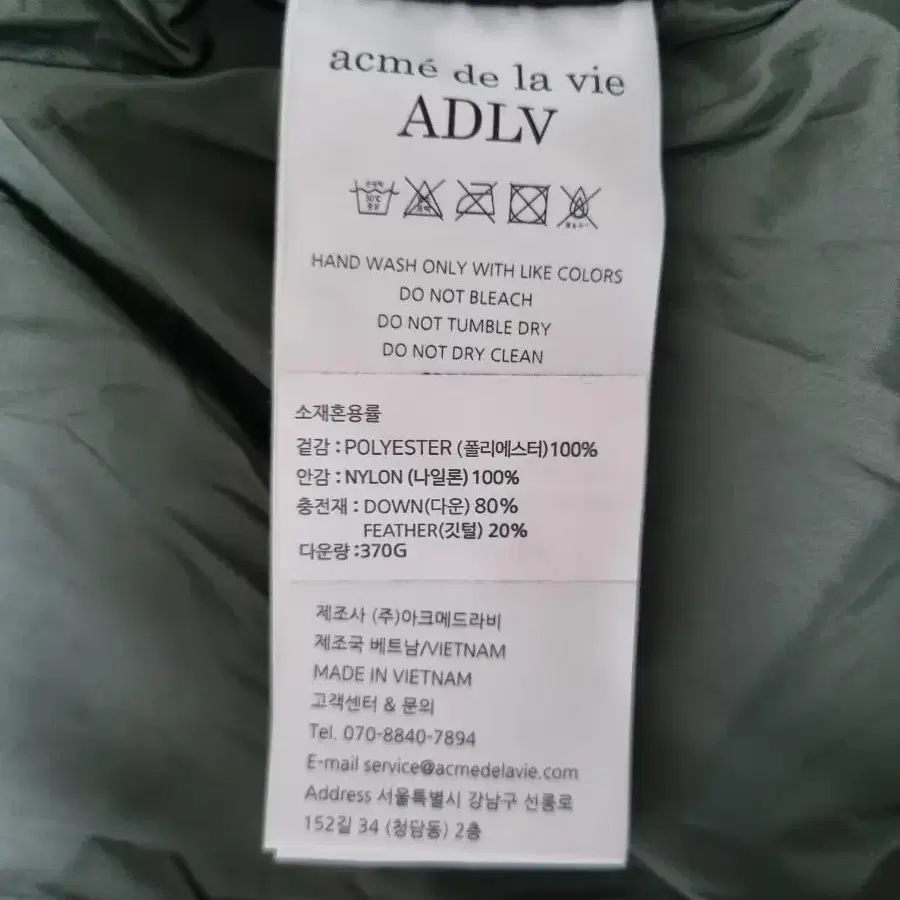 acmé de la vie
ADLV
30℃
HAND WASH ONLY WITH LIKE COLORS
DO NOT BLEACH
DO NOT TUMBLE DRY
DO NOT DRY CLEAN
소재혼용률
겉감 : POLYESTER (폴리에스터)100%
안감 : NYLON (나일론) 100%
충전재 : DOWN(다운) 80%
FEATHER(깃털) 20%
다운량 :370G
제조사 (주)아크메드라비
제조국 베트남/VIETNAM
MADE IN VIETNAM
고객센터 & 문의
Tel. 070-8840-7894
E-mail service@acmedelavie.com
Address 서울특별시 강남구 선릉로
152길 34 (청담동) 2층